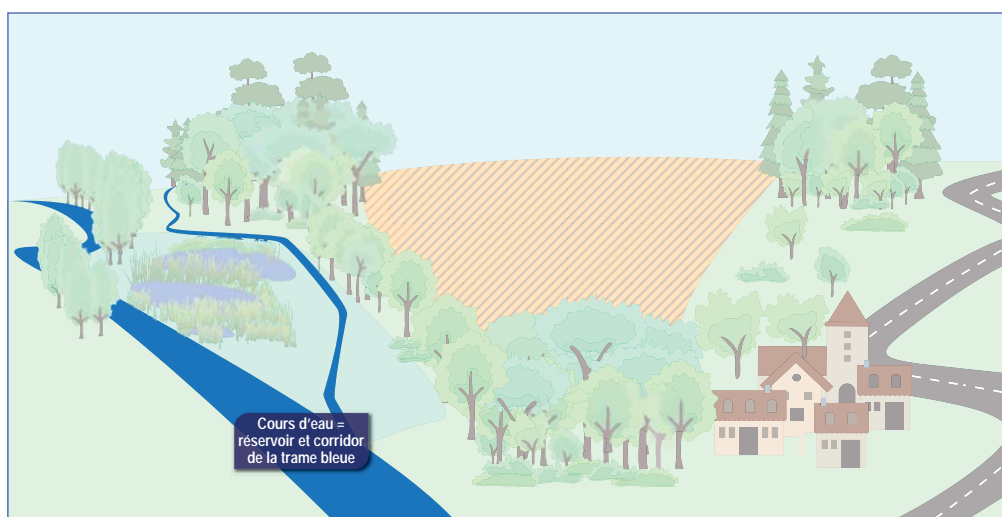 Cours d'eau =
réservoir et corridor
de la trame bleue